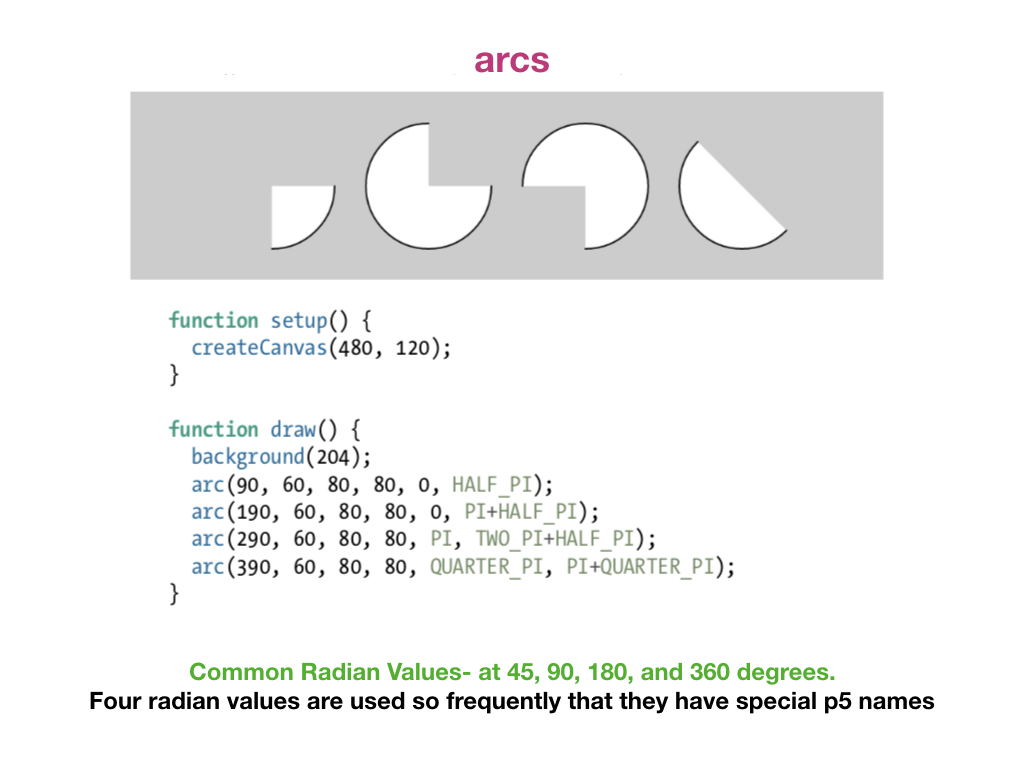 arcs
function setup() {
createCanvas(480, 120);
}
function draw() {
background(204);
arc(90, 60, 80, 80, 0, HALF_PI);
arc(190, 60, 80, 80, 0, PI+HALF_PI);
arc(290, 60, 80, 80, PI, TWO_PI+HALF_PI);
arc(390, 60, 80, 80, QUARTER_PI, PI+QUARTER_PI);
}
Common Radian Values- at 45, 90, 180, and 360 degrees.
Four radian values are used so frequently that they have special p5 names